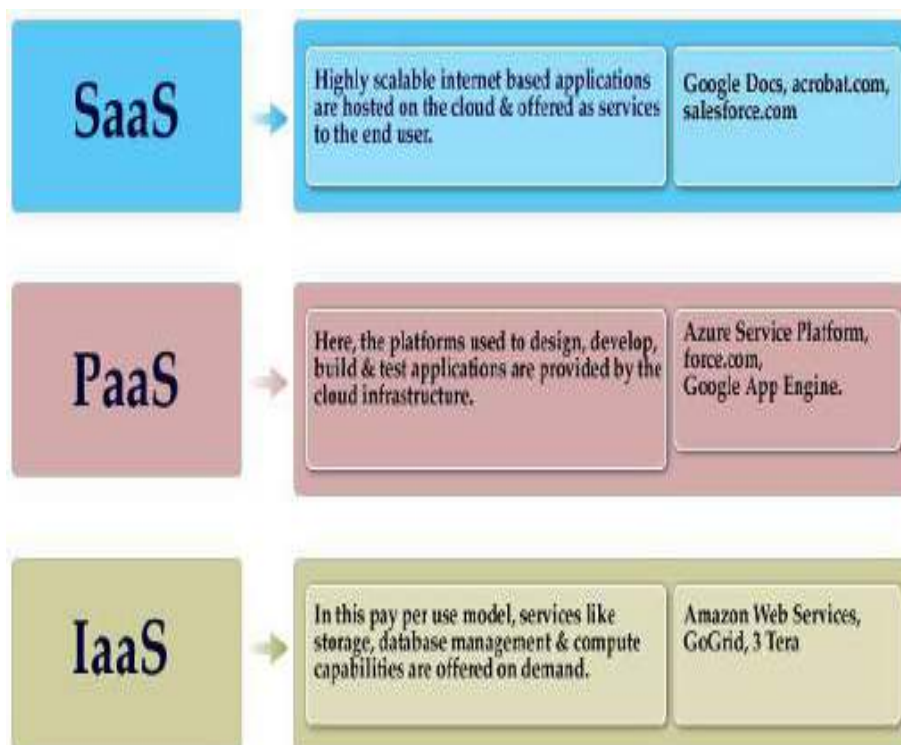 SaaS
Highly scalable internet based applications
are hosted on the cloud & offered as services
to the end user.
Google Docs, acrobat.com,
salesforce.com
PaaS
Here, the platforms used to design, develop,
build & test applications are provided by the
cloud infrastructure.
Azure Service Platform,
force.com,
Google App Engine.
IaaS
In this pay per use model, services like
storage, database management & compute
capabilities are offered on demand.
Amazon Web Services,
GoGrid, 3 Tera